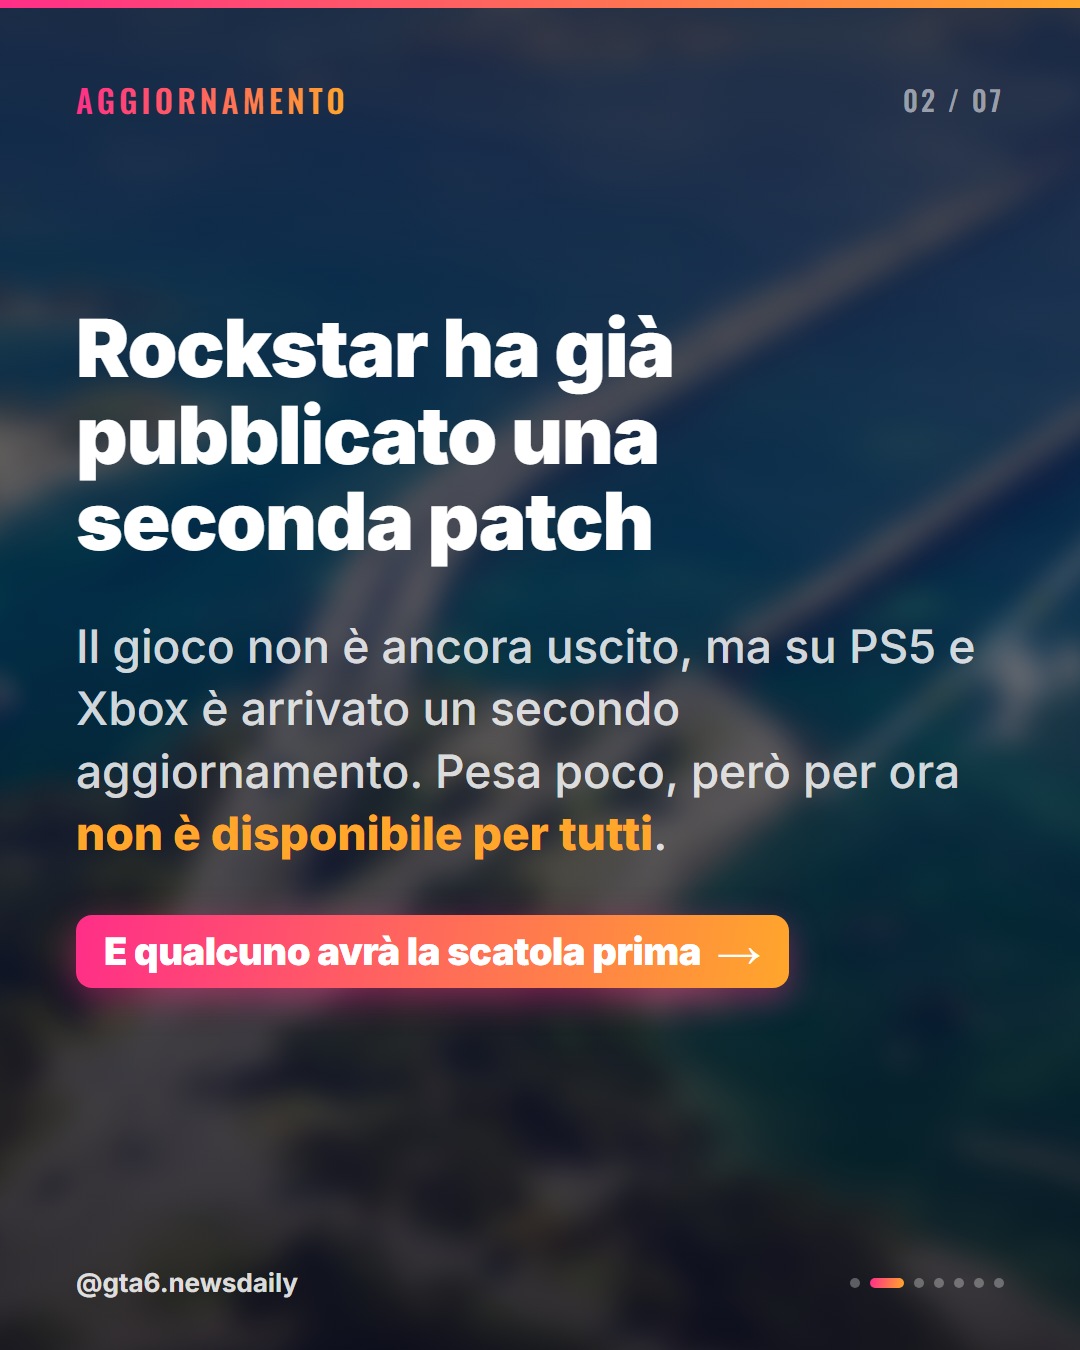 AGGIORNAMENTO
02 / 07
Rockstar ha già
pubblicato una
seconda patch
Il gioco non è ancora uscito, ma su PS5 e
Xbox è arrivato un secondo
aggiornamento. Pesa poco, però per ora
non è disponibile per tutti.
E qualcuno avrà la scatola prima →
@gta6.newsdaily